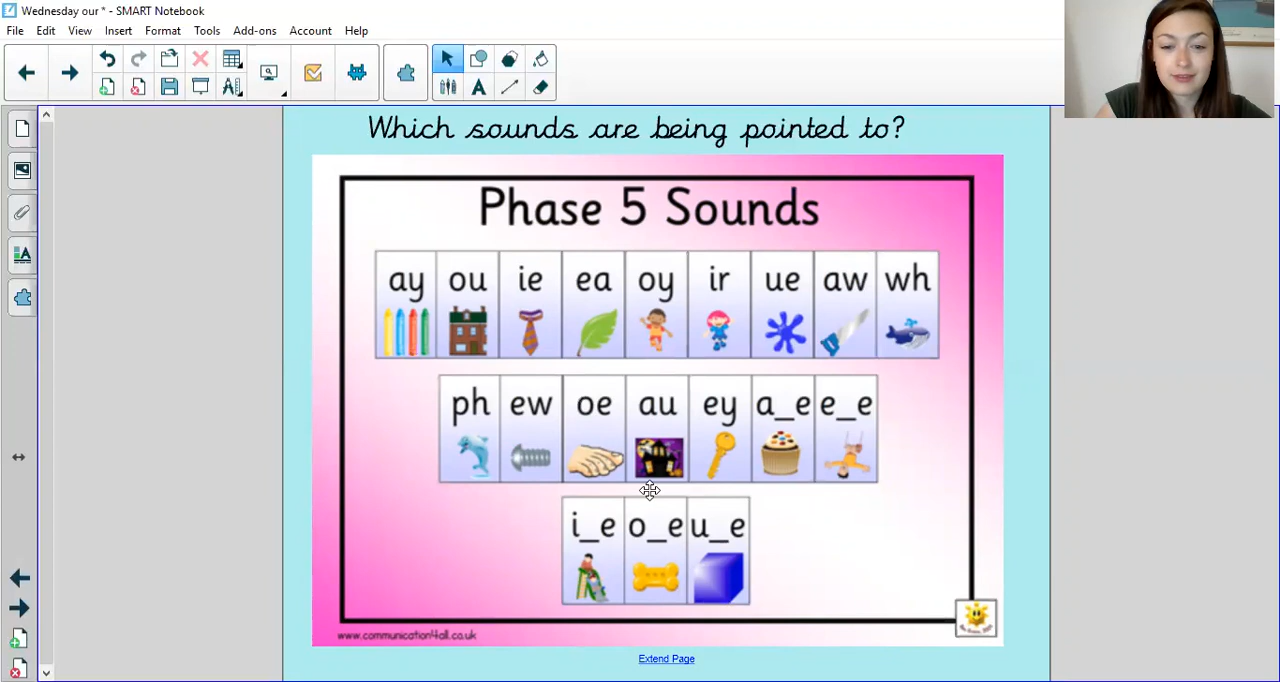 Wednesday our * - SMART Notebook
File Edit View Insert Format Tools Add-ons Account Help
Which sounds are being pointed to?
Phase 5 Sounds
ay ou ie ea oy ir ue aw wh
ph ew oe au ey a_e e_e
i_e o_e u_e
www.communication4all.co.uk
Extend Page